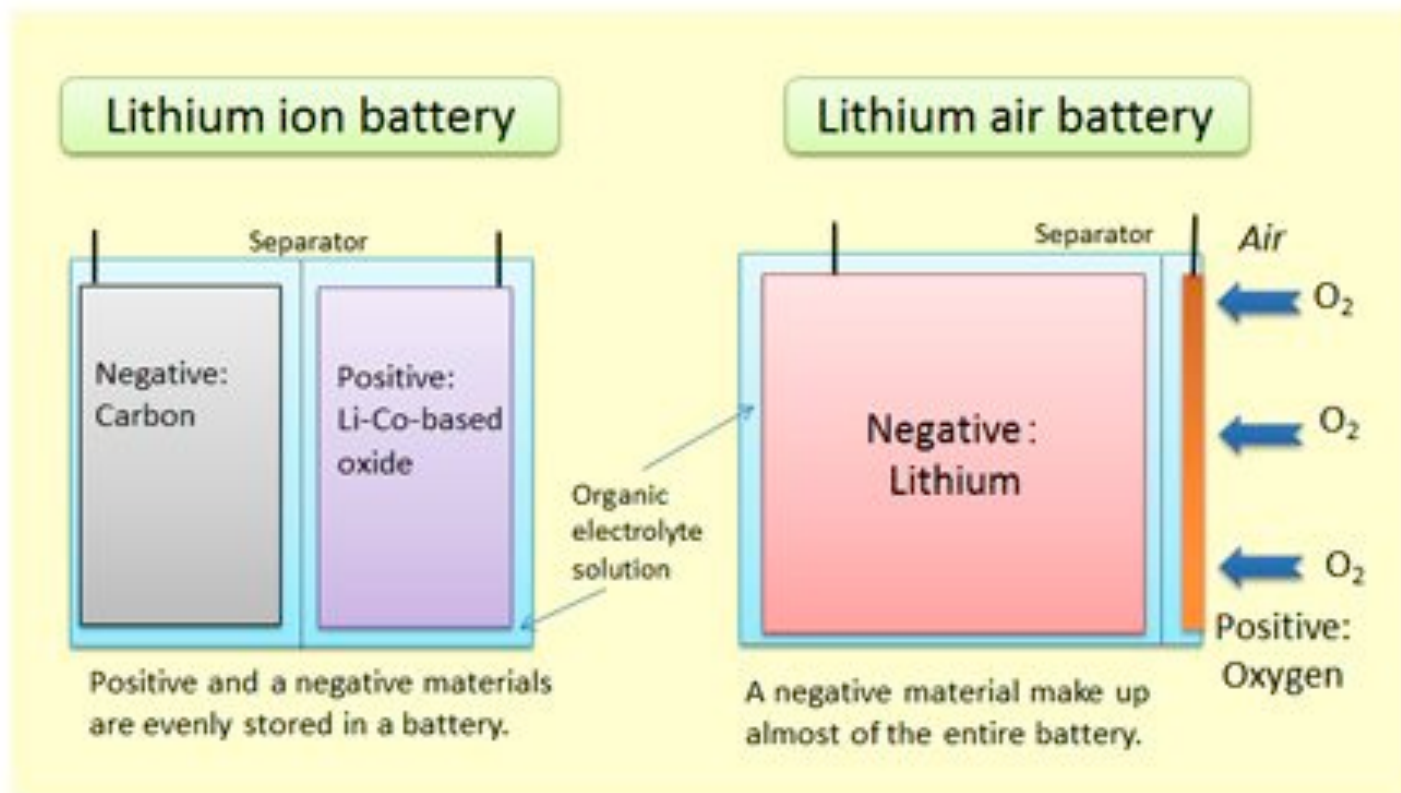 Lithium ion battery
Separator
Negative:
Carbon
Positive:
Li-Co-based
oxide
Positive and a negative materials
are evenly stored in a battery.
Organic
electrolyte
solution
Lithium air battery
Separator
Air
O₂
O₂
O₂
Negative:
Lithium
Positive:
Oxygen
A negative material make up
almost of the entire battery.